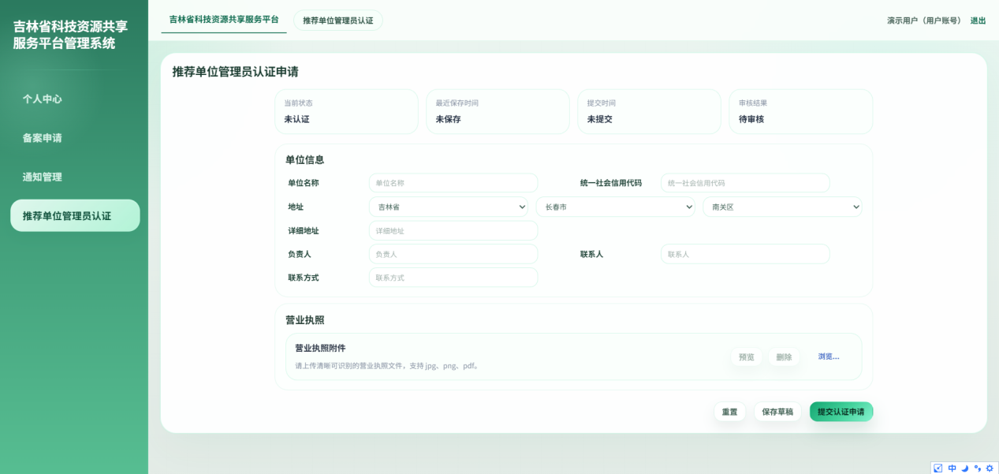 吉林省科技资源共享
服务平台管理系统
个人中心
备案申请
通知管理
推荐单位管理员认证
吉林省科技资源共享服务平台
推荐单位管理员认证
演示用户（用户账号） 退出
推荐单位管理员认证申请
当前状态
未认证
最近保存时间
未保存
提交时间
未提交
审核结果
待审核
单位信息
单位名称 单位名称 统一社会信用代码 统一社会信用代码
地址 吉林省 长春市 南关区
详细地址 详细地址
负责人 负责人 联系人 联系人
联系方式 联系方式
营业执照
营业执照附件
请上传清晰可识别的营业执照文件，支持 jpg、png、pdf。
预览 删除 浏览...
重置 保存草稿 提交认证申请
中